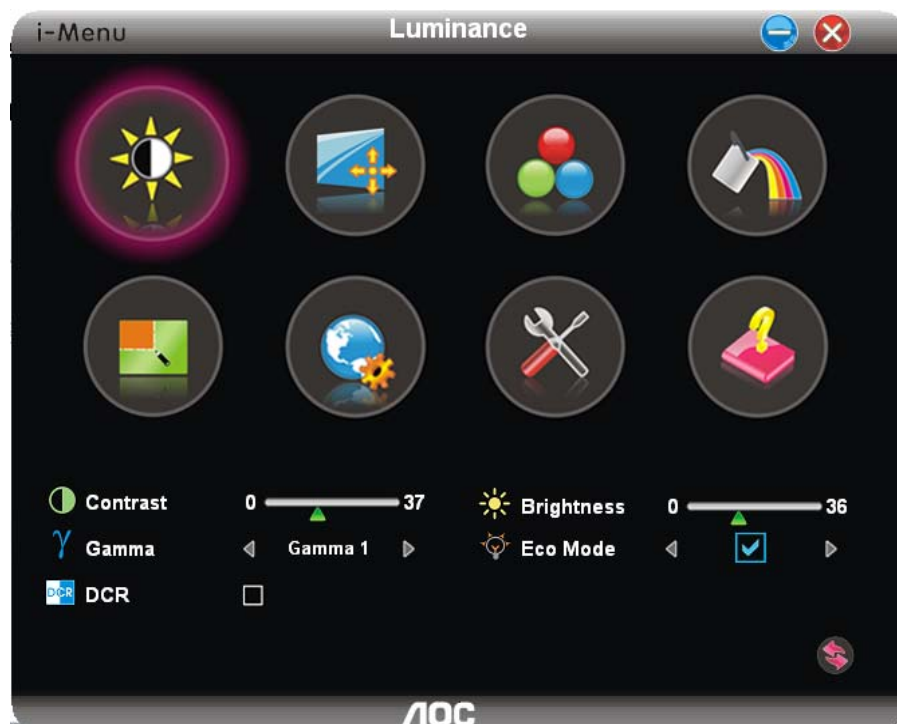 i-Menu Luminance
Contrast 0 37 Brightness 0 36
γ Gamma Gamma 1 Eco Mode
DCR DCR
AOC